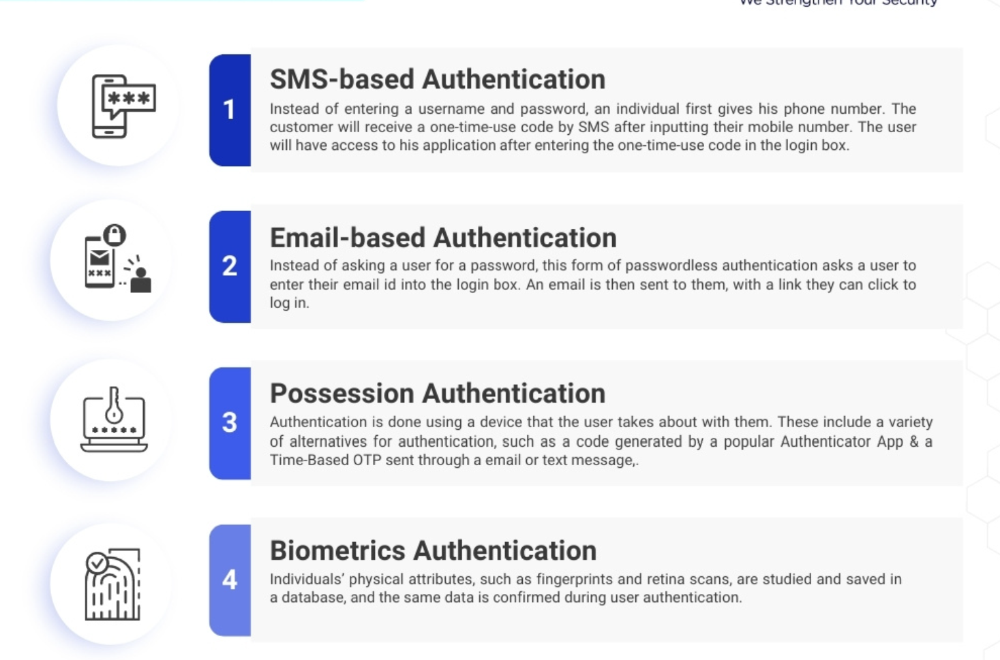 We Strengthen Your Security
1
SMS-based Authentication
Instead of entering a username and password, an individual first gives his phone number. The
customer will receive a one-time-use code by SMS after inputting their mobile number. The user
will have access to his application after entering the one-time-use code in the login box.
2
Email-based Authentication
Instead of asking a user for a password, this form of passwordless authentication asks a user to
enter their email id into the login box. An email is then sent to them, with a link they can click to
log in.
3
Possession Authentication
Authentication is done using a device that the user takes about with them. These include a variety
of alternatives for authentication, such as a code generated by a popular Authenticator App & a
Time-Based OTP sent through a email or text message,.
4
Biometrics Authentication
Individuals’ physical attributes, such as fingerprints and retina scans, are studied and saved in
a database, and the same data is confirmed during user authentication.